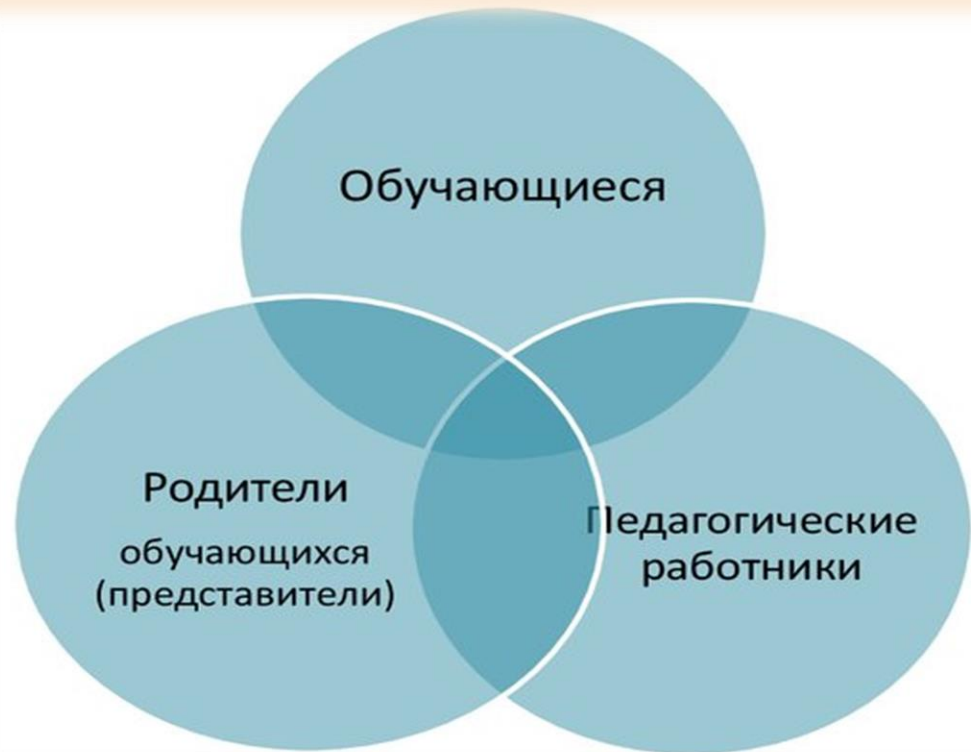 Обучающиеся
Родители
обучающихся
(представители)
Педагогические
работники